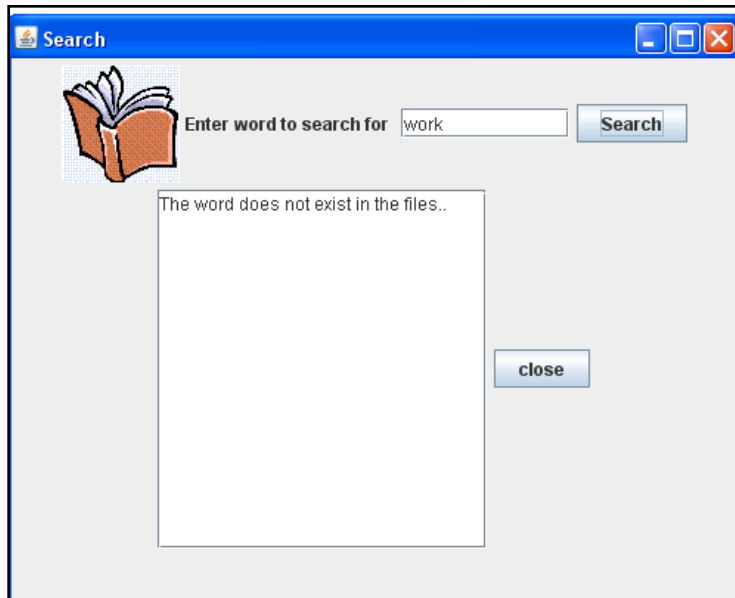 Search
Enter word to search for work Search
The word does not exist in the files..
close